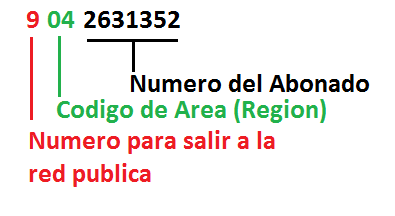 9 04 2631352
Numero del Abonado
Codigo de Area (Region)
Numero para salir a la
red publica